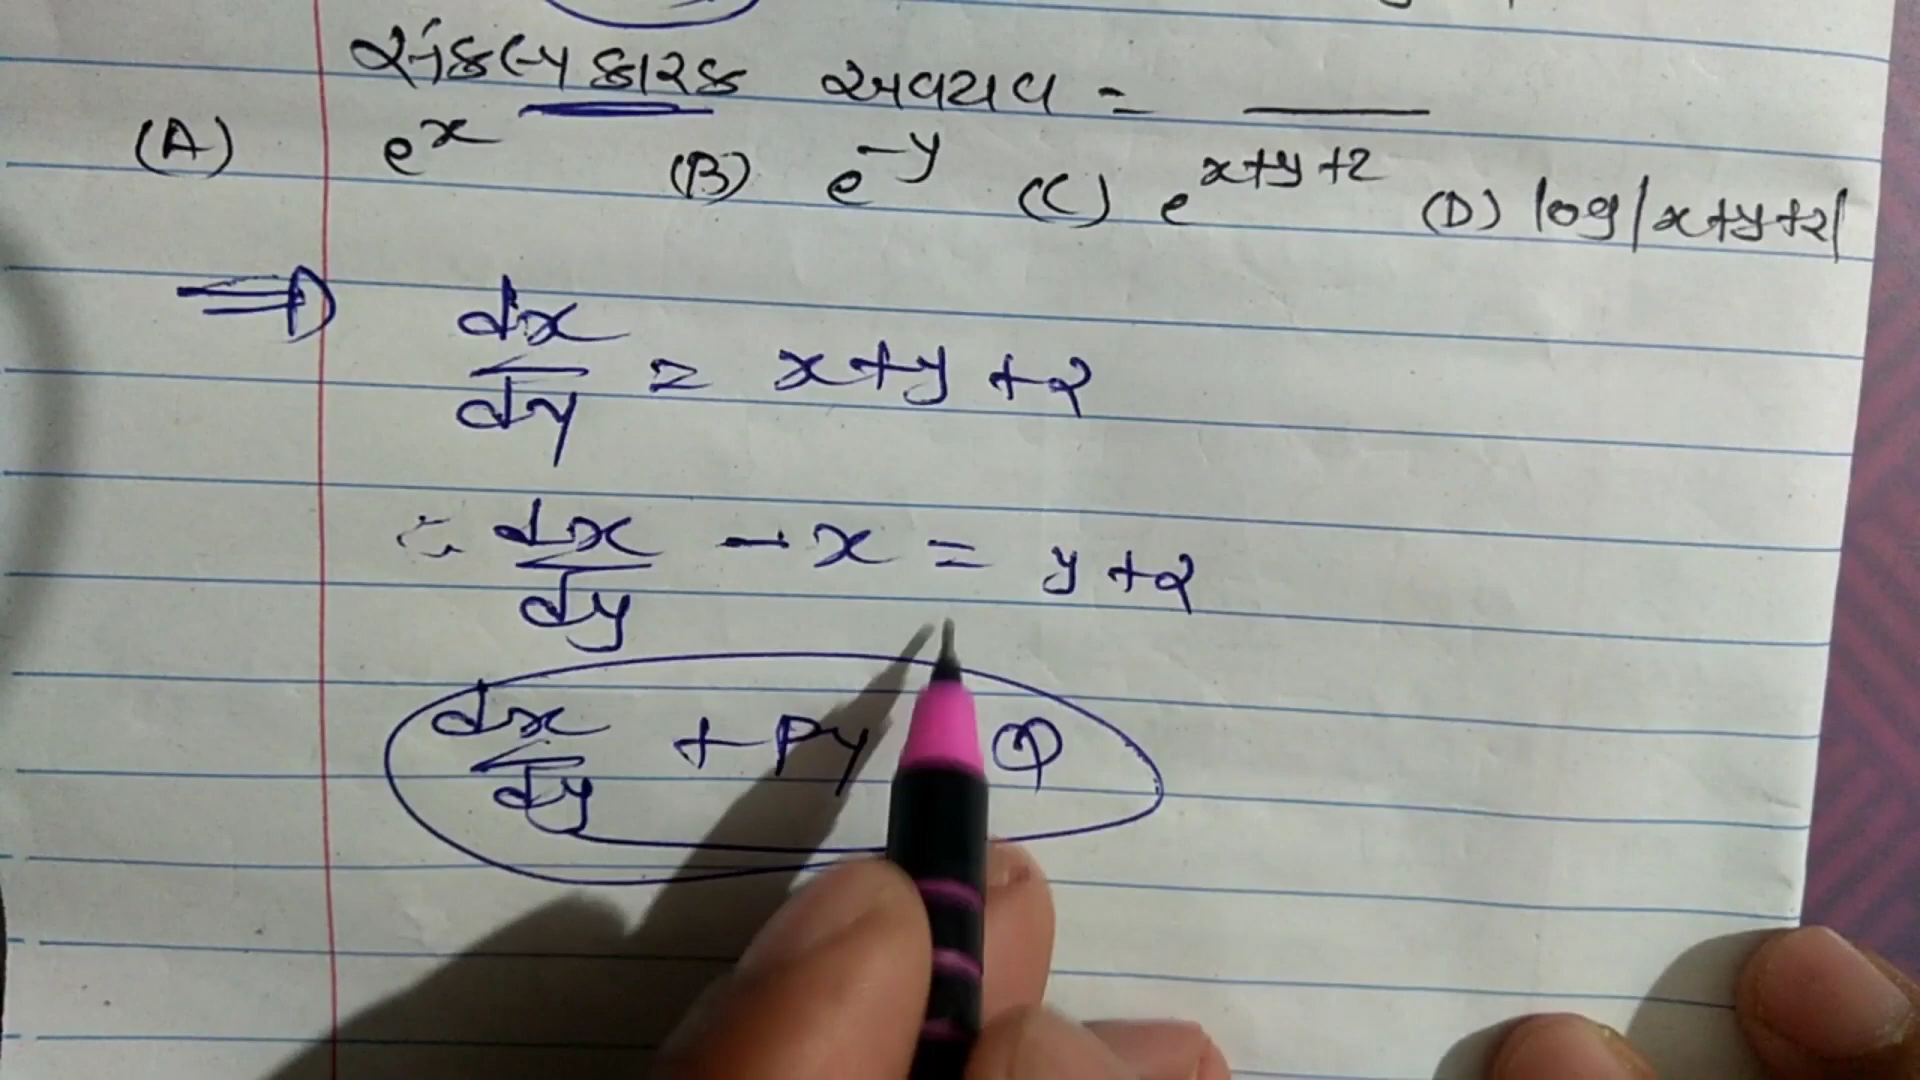 સંકલ્યકારક અવયવ = ____
(A) e^x (B) e^-y (C) e^x+y+2 (D) log|x+y+2|
⇒ dx/dy = x+y+2
∴ dx/dy - x = y+2
dx/dy + Py Q